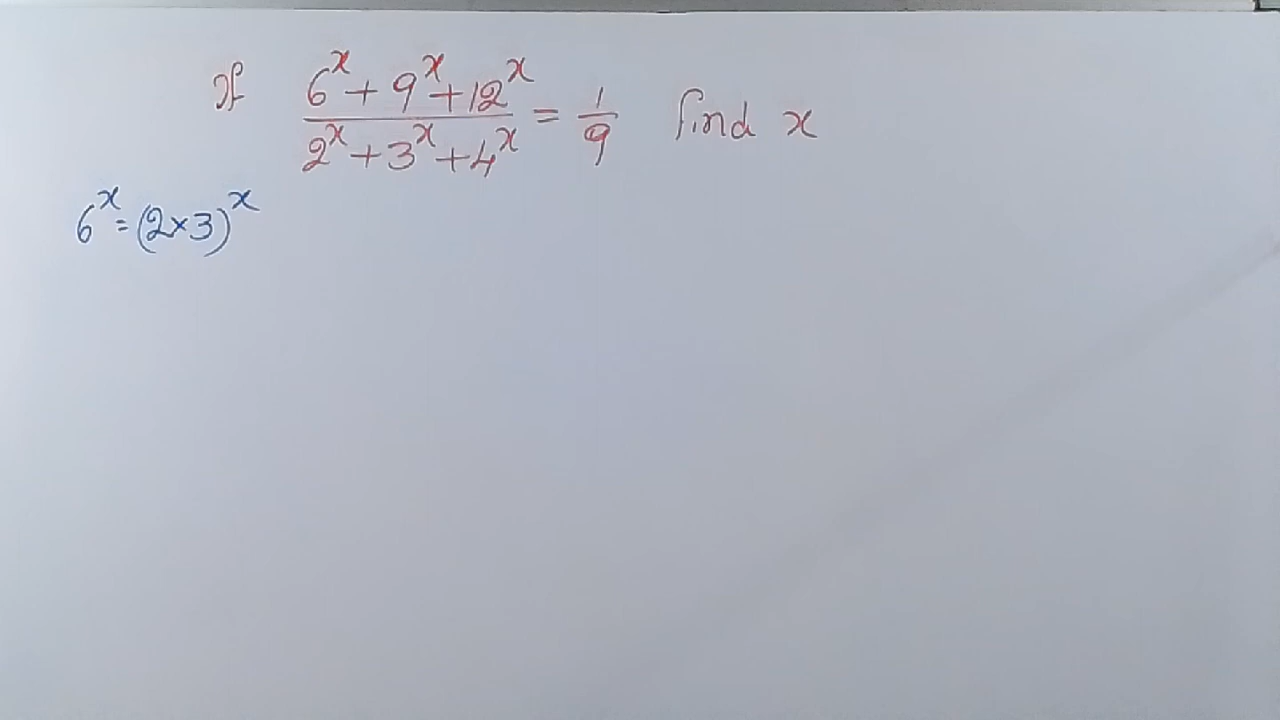 If (6^x + 9^x + 12^x)/(2^x + 3^x + 4^x) = 1/9 find x
6^x = (2×3)^x